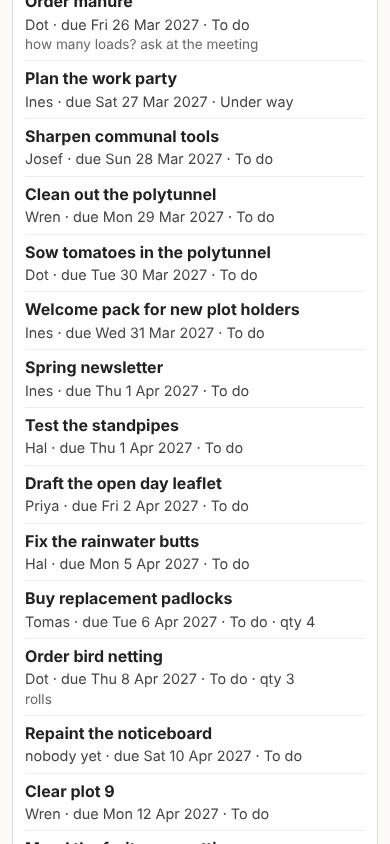 Order manure
Dot · due Fri 26 Mar 2027 · To do
how many loads? ask at the meeting
Plan the work party
Ines · due Sat 27 Mar 2027 · Under way
Sharpen communal tools
Josef · due Sun 28 Mar 2027 · To do
Clean out the polytunnel
Wren · due Mon 29 Mar 2027 · To do
Sow tomatoes in the polytunnel
Dot · due Tue 30 Mar 2027 · To do
Welcome pack for new plot holders
Ines · due Wed 31 Mar 2027 · To do
Spring newsletter
Ines · due Thu 1 Apr 2027 · To do
Test the standpipes
Hal · due Thu 1 Apr 2027 · To do
Draft the open day leaflet
Priya · due Fri 2 Apr 2027 · To do
Fix the rainwater butts
Hal · due Mon 5 Apr 2027 · To do
Buy replacement padlocks
Tomas · due Tue 6 Apr 2027 · To do · qty 4
Order bird netting
Dot · due Thu 8 Apr 2027 · To do · qty 3
rolls
Repaint the noticeboard
nobody yet · due Sat 10 Apr 2027 · To do
Clear plot 9
Wren · due Mon 12 Apr 2027 · To do